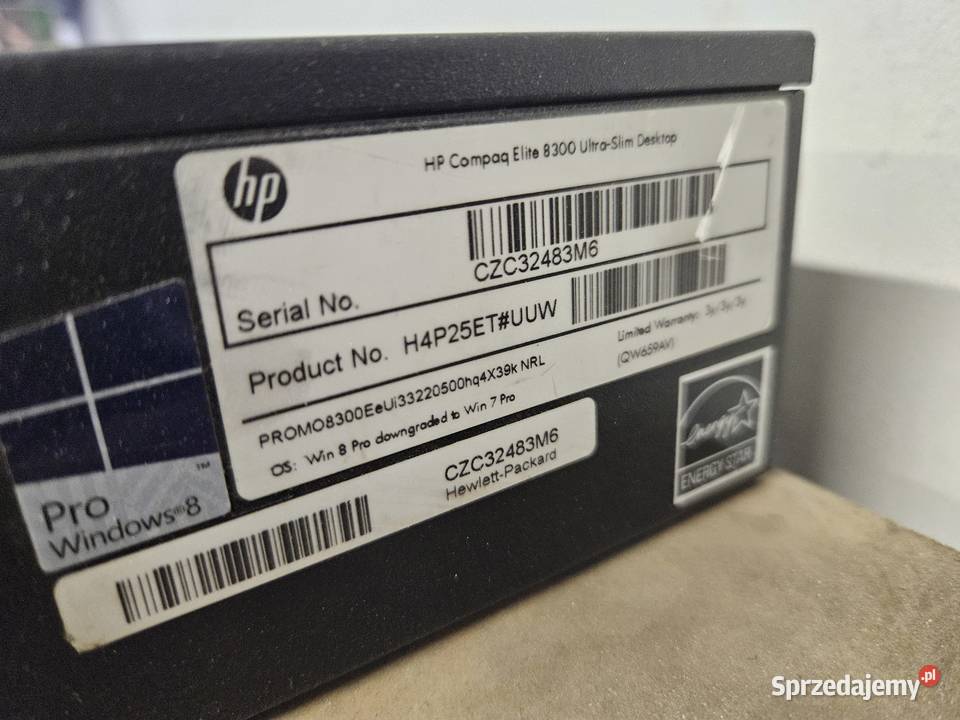 hp
HP Compaq Elite 8300 Ultra-Slim Desktop
CZC32483M6
Serial No.
Product No. H4P25ET#UUW
Limited Warranty: 3y/3y/3y
(QW659AV)
PROMO8300EeUi33220500hq4X39k NRL
OS: Win 8 Pro downgraded to Win 7 Pro
CZC32483M6
Hewlett-Packard
Pro
Windows®8
TM
energy
ENERGY STAR
Sprzedajemy.pl